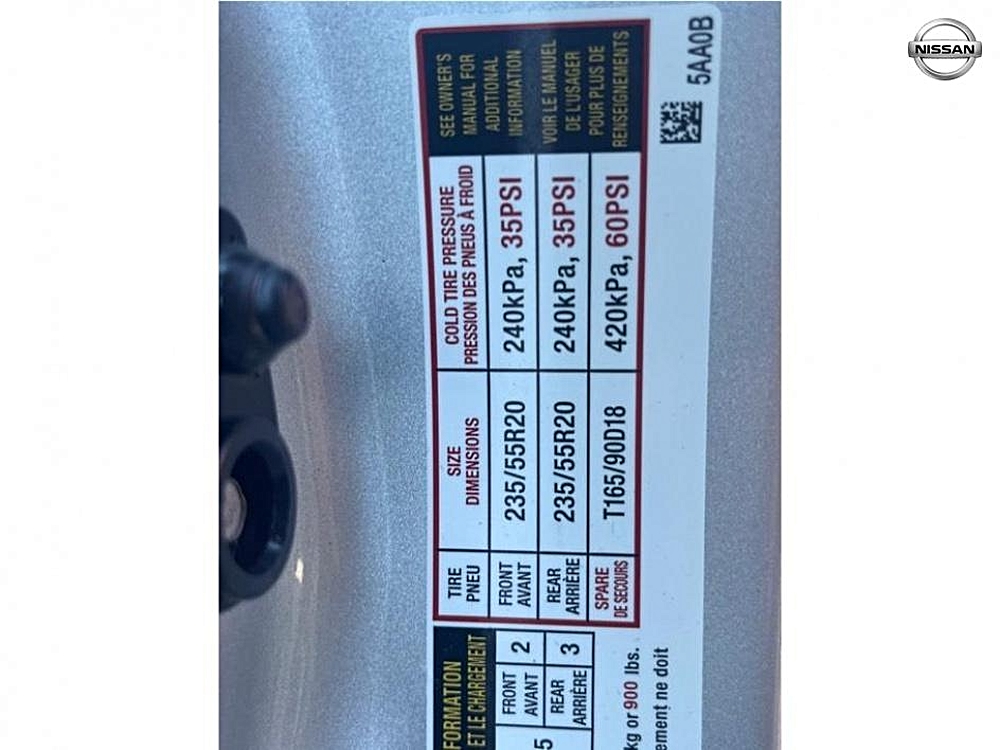 NISSAN
FORMATION
ET LE CHARGEMENT
5
FRONT
AVANT
2
REAR
ARRIÈRE
3
kg or 900 lbs.
ement ne doit
TIRE
PNEU
SIZE
DIMENSIONS
COLD TIRE PRESSURE
PRESSION DES PNEUS À FROID
SEE OWNER'S
MANUAL FOR
ADDITIONAL
INFORMATION
FRONT
AVANT
235/55R20
240kPa, 35PSI
REAR
ARRIÈRE
235/55R20
240kPa, 35PSI
VOIR LE MANUEL
DE L'USAGER
POUR PLUS DE
RENSEIGNEMENTS
SPARE
DE SECOURS
T165/90D18
420kPa, 60PSI
5AA0B